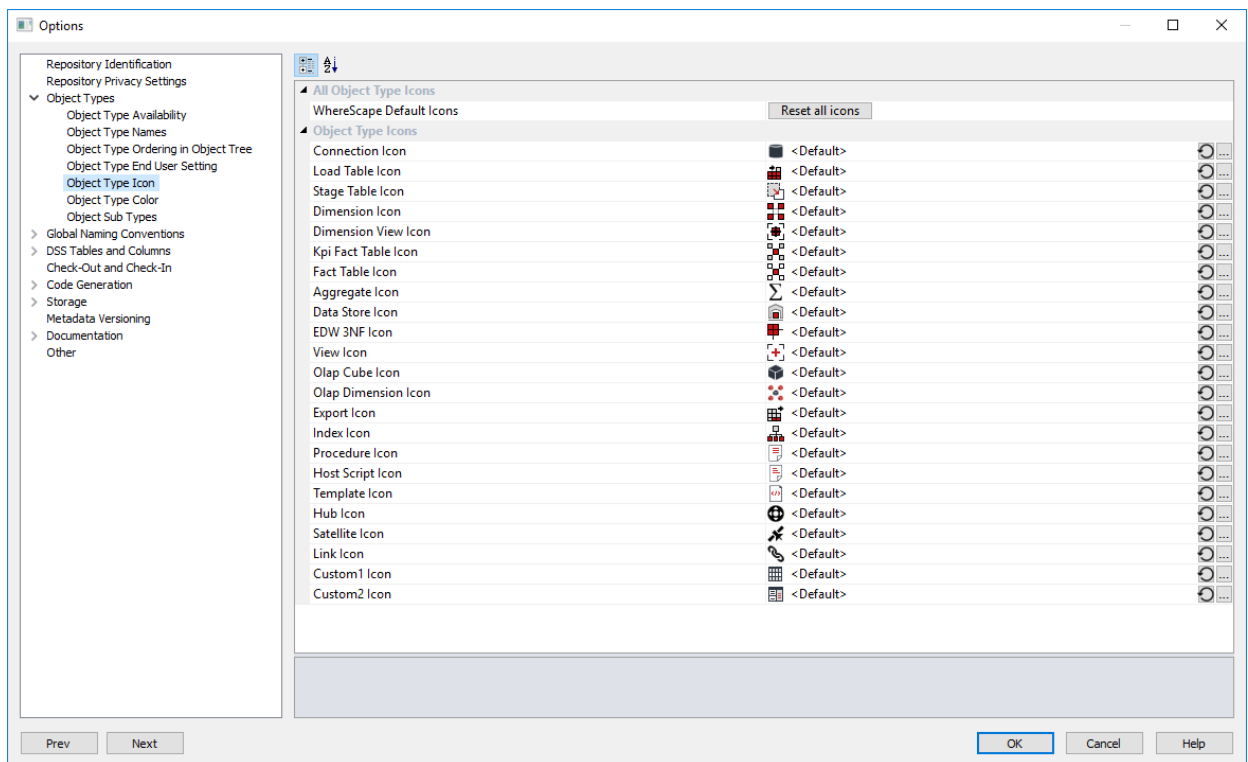 Options
Repository Identification
Repository Privacy Settings
Object Types
Object Type Availability
Object Type Names
Object Type Ordering in Object Tree
Object Type End User Setting
Object Type Icon
Object Type Color
Object Sub Types
Global Naming Conventions
DSS Tables and Columns
Check-Out and Check-In
Code Generation
Storage
Metadata Versioning
Documentation
Other
All Object Type Icons
WhereScape Default Icons Reset all icons
Object Type Icons
Connection Icon <Default> ...
Load Table Icon <Default> ...
Stage Table Icon <Default> ...
Dimension Icon <Default> ...
Dimension View Icon <Default> ...
Kpi Fact Table Icon <Default> ...
Fact Table Icon <Default> ...
Aggregate Icon <Default> ...
Data Store Icon <Default> ...
EDW 3NF Icon <Default> ...
View Icon <Default> ...
Olap Cube Icon <Default> ...
Olap Dimension Icon <Default> ...
Export Icon <Default> ...
Index Icon <Default> ...
Procedure Icon <Default> ...
Host Script Icon <Default> ...
Template Icon <Default> ...
Hub Icon <Default> ...
Satellite Icon <Default> ...
Link Icon <Default> ...
Custom1 Icon <Default> ...
Custom2 Icon <Default> ...
Prev Next OK Cancel Help